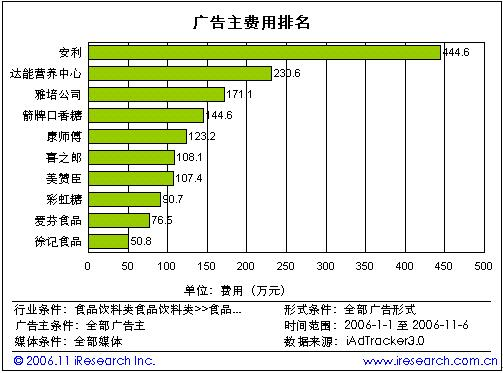 广告主费用排名
安利 444.6
达能营养中心 230.6
雅培公司 171.1
箭牌口香糖 144.6
康师傅 123.2
喜之郎 108.1
美赞臣 107.4
彩虹糖 90.7
爱芬食品 76.5
徐记食品 50.8
0 50 100 150 200 250 300 350 400 450 500
单位：费用（万元）
行业条件：食品饮料类食品饮料类>>食品... 形式条件：全部广告形式
广告主条件：全部广告主 时间范围：2006-1-1 至 2006-11-6
媒体条件：全部媒体 数据来源：iAdTracker3.0
© 2006.11 iResearch Inc. www.iresearch.com.cn